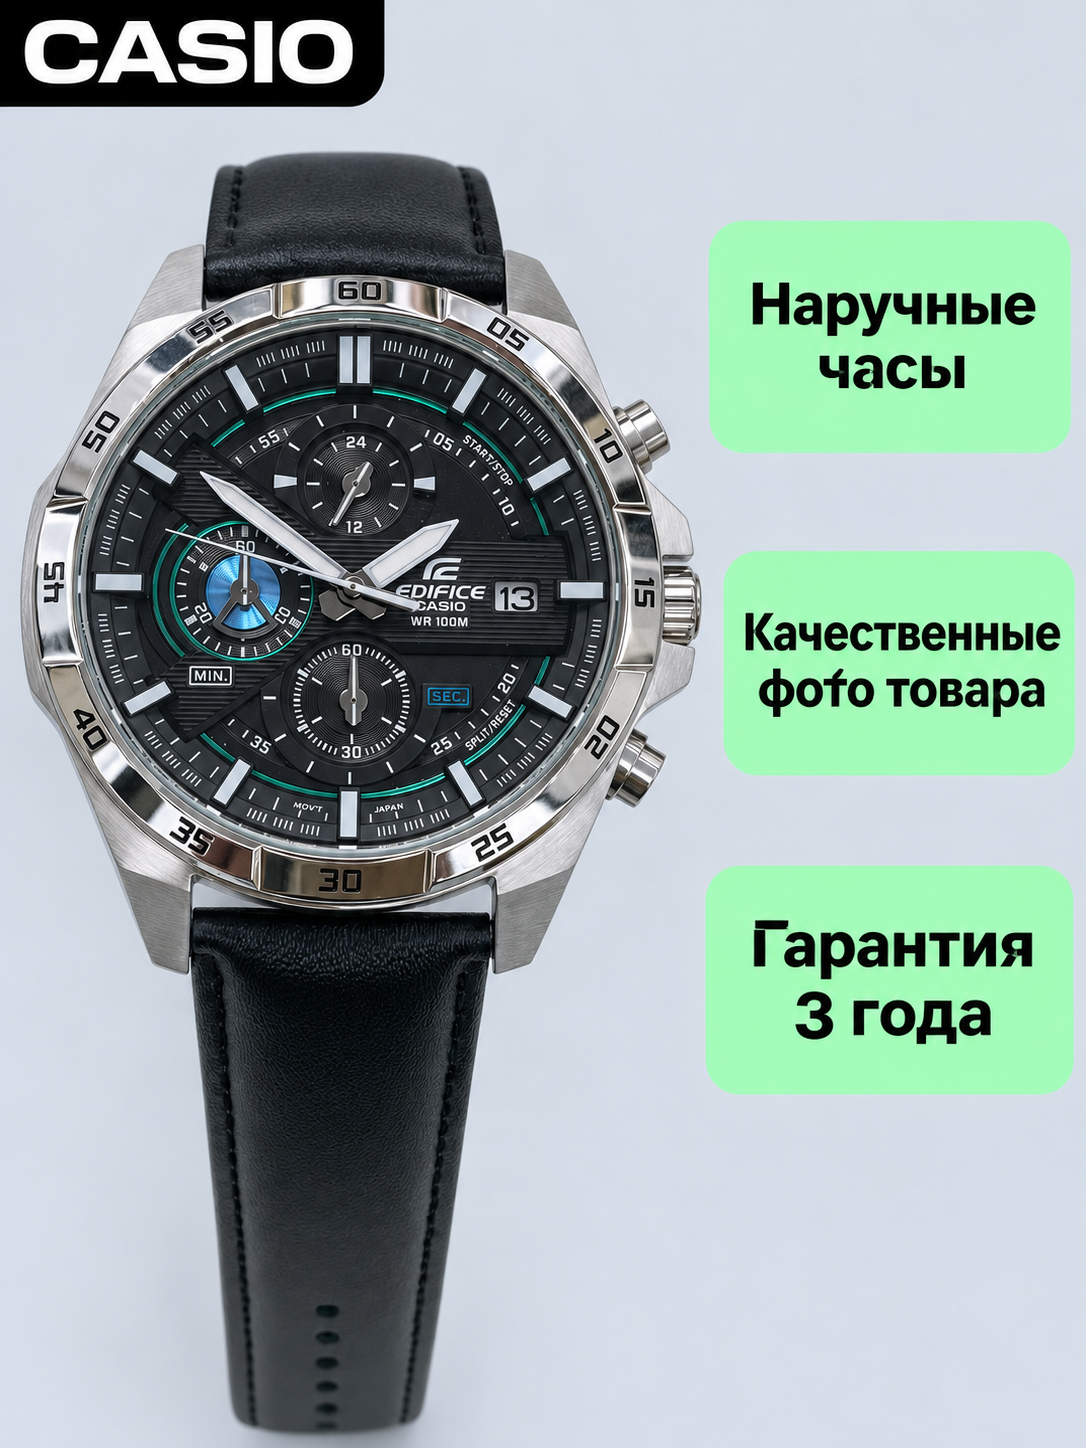 CASIO
Наручные
часы
Качественные
фото товара
Гарантия
3 года
60
05
10
15
20
25
30
35
40
45
50
55
55
24
05
START/STOP
10
12
60
20
EDIFICE
CASIO
WR 100M
13
MIN.
60
30
SEC.
20
SPLIT/RESET
25
35
MOV'T
JAPAN